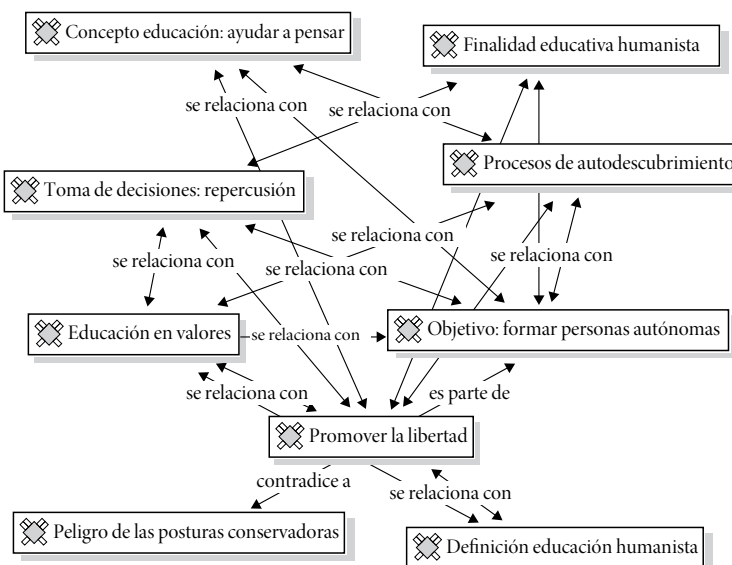 Concepto educación: ayudar a pensar
Finalidad educativa humanista
se relaciona con
se relaciona con
Procesos de autodescubrimiento
Toma de decisiones: repercusión
se relaciona con
se relaciona con
se relaciona con
se relaciona con
Educación en valores
se relaciona con
Objetivo: formar personas autónomas
se relaciona con
es parte de
Promover la libertad
contradice a
se relaciona con
Peligro de las posturas conservadoras
Definición educación humanista